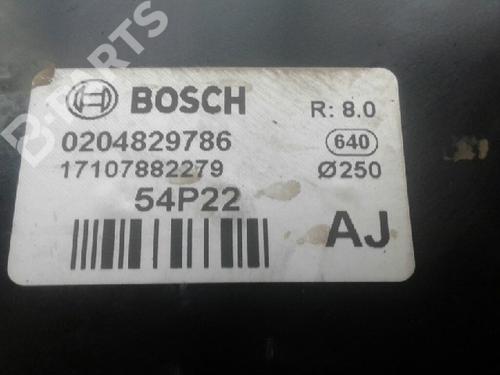 B-PARTS
BOSCH
R: 8.0
0204829786
640
17107882279
Ø250
54P22
AJ